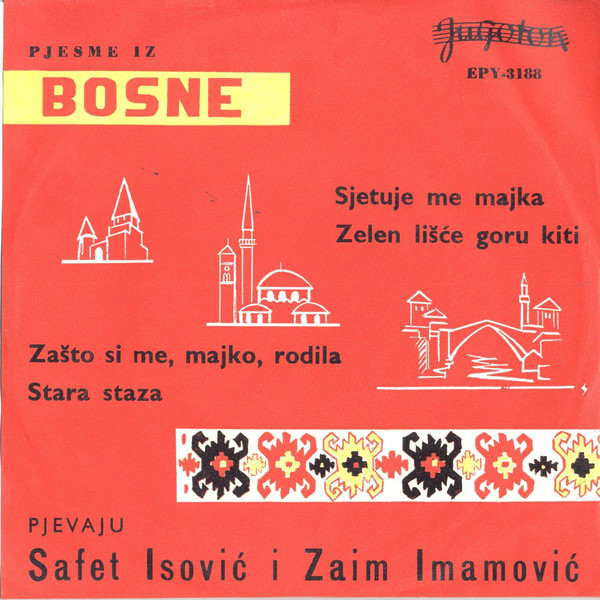 PJESME IZ
BOSNE
Jugoton
EPY-3188
Sjetuje me majka
Zelen lišće goru kiti
Zašto si me, majko, rodila
Stara staza
PJEVAJU
Safet Isović i Zaim Imamović